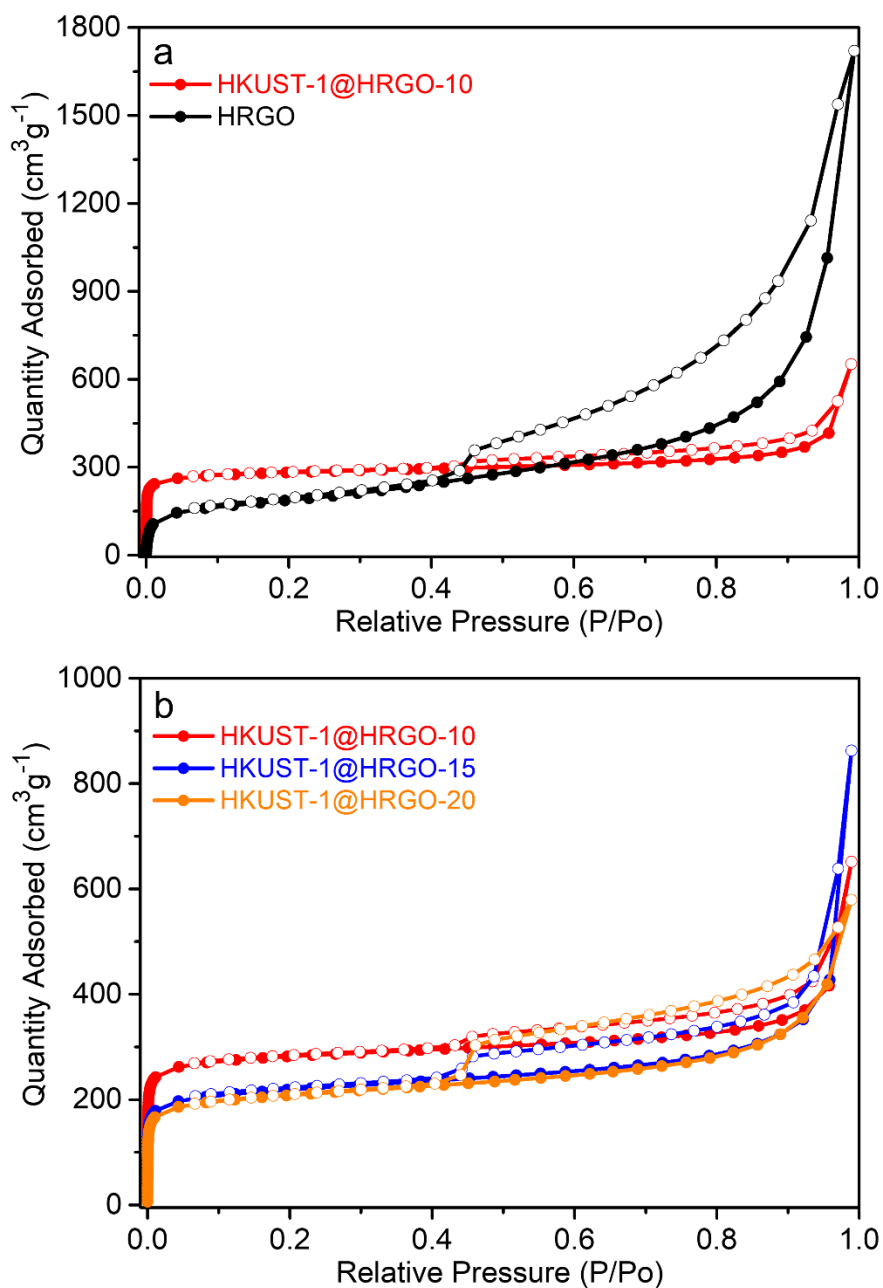 a
HKUST-1@HRGO-10
HRGO
1800
1500
1200
900
600
300
0
Quantity Adsorbed (cm³g⁻¹)
0.0 0.2 0.4 0.6 0.8 1.0
Relative Pressure (P/Po)
b
HKUST-1@HRGO-10
HKUST-1@HRGO-15
HKUST-1@HRGO-20
1000
800
600
400
200
0
Quantity Adsorbed (cm³g⁻¹)
0.0 0.2 0.4 0.6 0.8 1.0
Relative Pressure (P/Po)